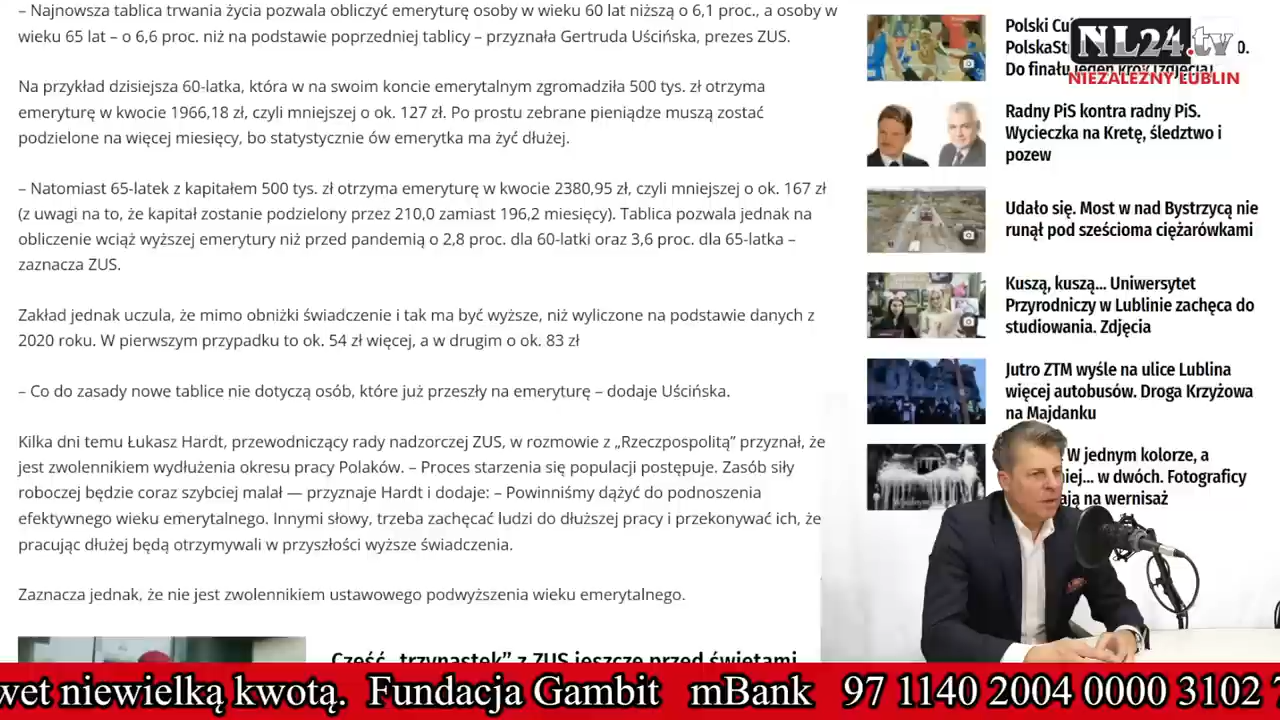 – Najnowsza tablica trwania życia pozwala obliczyć emeryturę osoby w wieku 60 lat niższą o 6,1 proc., a osoby w
wieku 65 lat – o 6,6 proc. niż na podstawie poprzedniej tablicy – przyznała Gertruda Uścińska, prezes ZUS.
Na przykład dzisiejsza 60-latka, która w na swoim koncie emerytalnym zgromadziła 500 tys. zł otrzyma
emeryturę w kwocie 1966,18 zł, czyli mniejszej o ok. 127 zł. Po prostu zebrane pieniądze muszą zostać
podzielone na więcej miesięcy, bo statystycznie ów emerytka ma żyć dłużej.
– Natomiast 65-latek z kapitałem 500 tys. zł otrzyma emeryturę w kwocie 2380,95 zł, czyli mniejszej o ok. 167 zł
(z uwagi na to, że kapitał zostanie podzielony przez 210,0 zamiast 196,2 miesięcy). Tablica pozwala jednak na
obliczenie wciąż wyższej emerytury niż przed pandemią o 2,8 proc. dla 60-latki oraz 3,6 proc. dla 65-latka –
zaznacza ZUS.
Zakład jednak uczula, że mimo obniżki świadczenie i tak ma być wyższe, niż wyliczone na podstawie danych z
2020 roku. W pierwszym przypadku to ok. 54 zł więcej, a w drugim o ok. 83 zł
– Co do zasady nowe tablice nie dotyczą osób, które już przeszły na emeryturę – dodaje Uścińska.
Kilka dni temu Łukasz Hardt, przewodniczący rady nadzorczej ZUS, w rozmowie z „Rzeczpospolitą” przyznał, że
jest zwolennikiem wydłużenia okresu pracy Polaków. – Proces starzenia się populacji postępuje. Zasób siły
roboczej będzie coraz szybciej malał — przyznaje Hardt i dodaje: – Powinniśmy dążyć do podnoszenia
efektywnego wieku emerytalnego. Innymi słowy, trzeba zachęcać ludzi do dłuższej pracy i przekonywać ich, że
pracując dłużej będą otrzymywali w przyszłości wyższe świadczenia.
Zaznacza jednak, że nie jest zwolennikiem ustawowego podwyższenia wieku emerytalnego.
Część „trzynastek” z ZUS jeszcze przed świętami
Polski
NL24.tv
NIEZALEŻNY LUBLIN
Do finału jeden krok (zdjęcia)
Radny PiS kontra radny PiS.
Wycieczka na Kretę, śledztwo i
pozew
Udało się. Most w nad Bystrzycą nie
runął pod sześcioma ciężarówkami
Kuszą, kuszą... Uniwersytet
Przyrodniczy w Lublinie zachęca do
studiowania. Zdjęcia
Jutro ZTM wyśle na ulice Lublina
więcej autobusów. Droga Krzyżowa
na Majdanku
W jednym kolorze, a
w dwóch. Fotograficy
na wernisaż
wet niewielką kwotą. Fundacja Gambit mBank 97 1140 2004 0000 3102